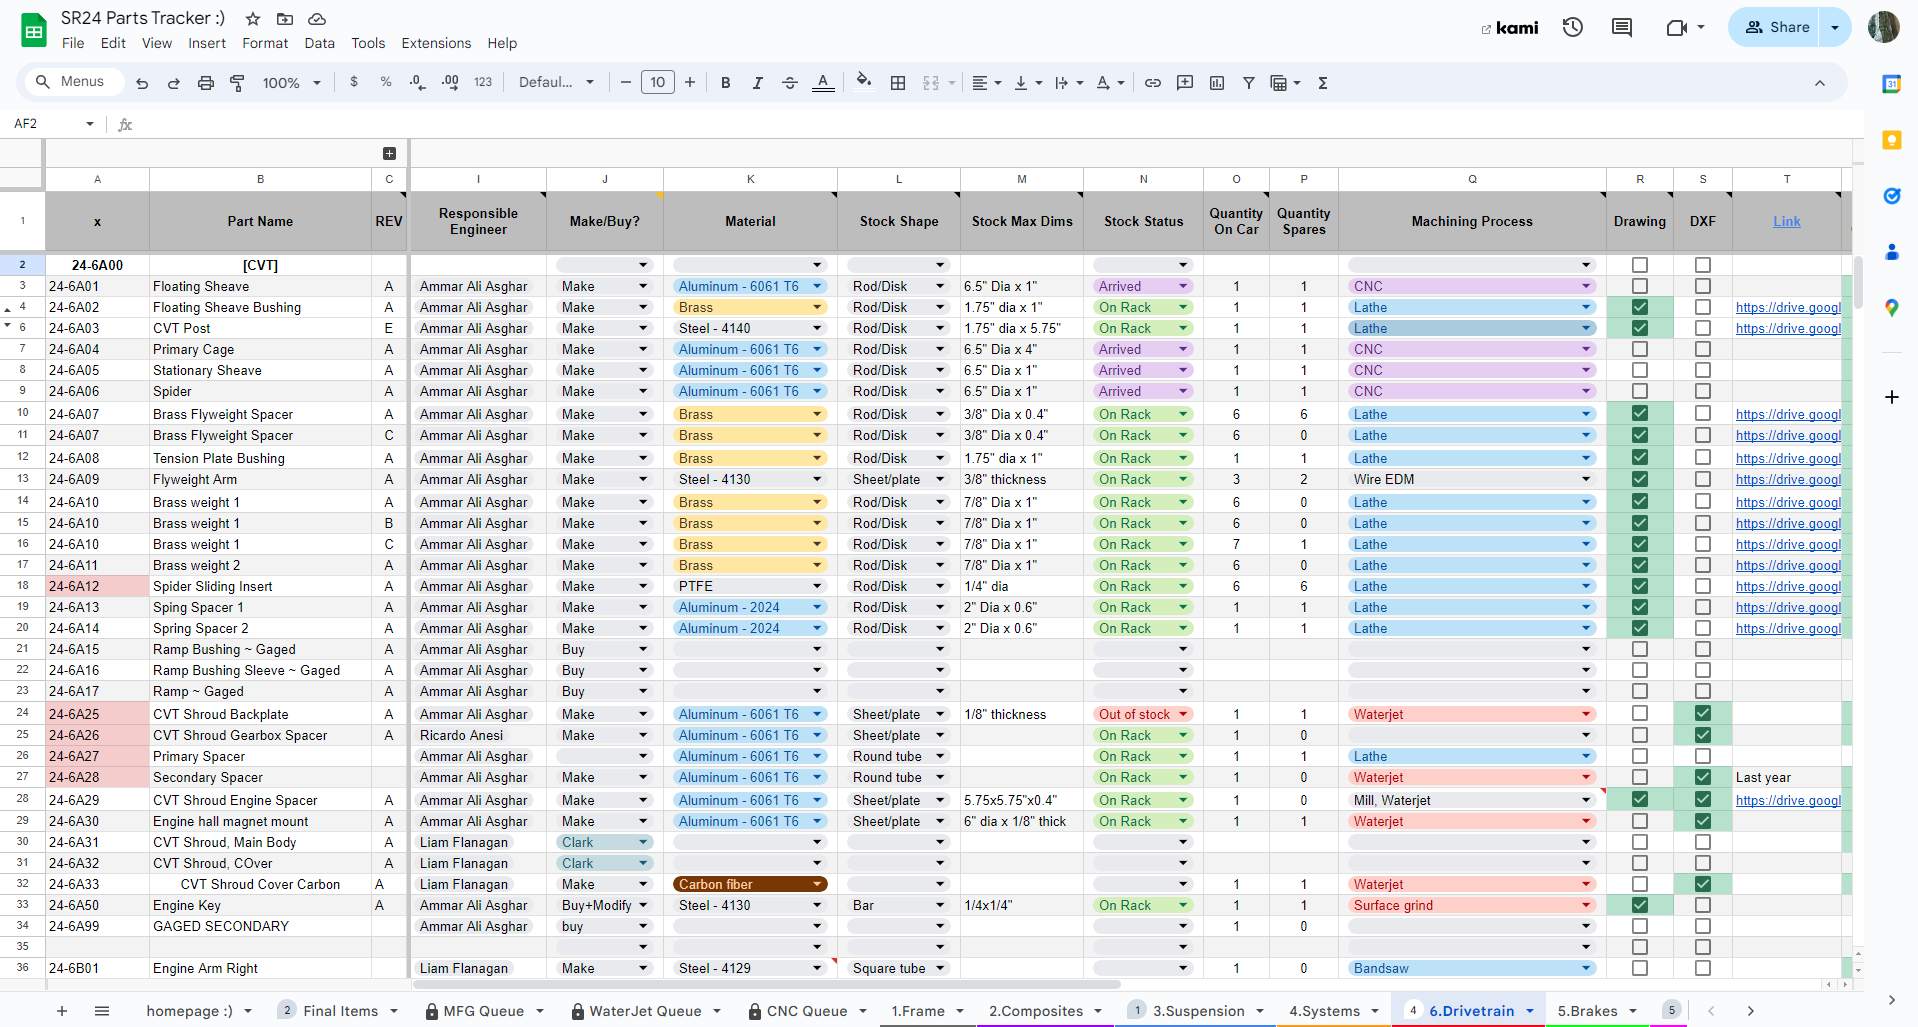 SR24 Parts Tracker :)
File Edit View Insert Format Data Tools Extensions Help
kami
Share
Menus 100% $ % .0 .00 123 Defaul... 10 B I A Σ
31
AF2 fx
A B C I J K L M N O P Q R S T
1 x Part Name REV Responsible Engineer Make/Buy? Material Stock Shape Stock Max Dims Stock Status Quantity On Car Quantity Spares Machining Process Drawing DXF Link
2 24-6A00 [CVT]
3 24-6A01 Floating Sheave A Ammar Ali Asghar Make Aluminum - 6061 T6 Rod/Disk 6.5" Dia x 1" Arrived 1 1 CNC
4 24-6A02 Floating Sheave Bushing A Ammar Ali Asghar Make Brass Rod/Disk 1.75" dia x 1" On Rack 1 1 Lathe https://drive.googl
6 24-6A03 CVT Post E Ammar Ali Asghar Make Steel - 4140 Rod/Disk 1.75" dia x 5.75" On Rack 1 1 Lathe https://drive.googl
7 24-6A04 Primary Cage A Ammar Ali Asghar Make Aluminum - 6061 T6 Rod/Disk 6.5" Dia x 4" Arrived 1 1 CNC
8 24-6A05 Stationary Sheave A Ammar Ali Asghar Make Aluminum - 6061 T6 Rod/Disk 6.5" Dia x 1" Arrived 1 1 CNC
9 24-6A06 Spider A Ammar Ali Asghar Make Aluminum - 6061 T6 Rod/Disk 6.5" Dia x 1" Arrived 1 1 CNC
10 24-6A07 Brass Flyweight Spacer A Ammar Ali Asghar Make Brass Rod/Disk 3/8" Dia x 0.4" On Rack 6 6 Lathe https://drive.googl
11 24-6A07 Brass Flyweight Spacer C Ammar Ali Asghar Make Brass Rod/Disk 3/8" Dia x 0.4" On Rack 6 0 Lathe https://drive.googl
12 24-6A08 Tension Plate Bushing A Ammar Ali Asghar Make Brass Rod/Disk 1.75" dia x 1" On Rack 1 1 Lathe https://drive.googl
13 24-6A09 Flyweight Arm A Ammar Ali Asghar Make Steel - 4130 Sheet/plate 3/8" thickness On Rack 3 2 Wire EDM https://drive.googl
14 24-6A10 Brass weight 1 A Ammar Ali Asghar Make Brass Rod/Disk 7/8" Dia x 1" On Rack 6 0 Lathe https://drive.googl
15 24-6A10 Brass weight 1 B Ammar Ali Asghar Make Brass Rod/Disk 7/8" Dia x 1" On Rack 6 0 Lathe https://drive.googl
16 24-6A10 Brass weight 1 C Ammar Ali Asghar Make Brass Rod/Disk 7/8" Dia x 1" On Rack 7 1 Lathe https://drive.googl
17 24-6A11 Brass weight 2 A Ammar Ali Asghar Make Brass Rod/Disk 7/8" Dia x 1" On Rack 6 0 Lathe https://drive.googl
18 24-6A12 Spider Sliding Insert A Ammar Ali Asghar Make PTFE Rod/Disk 1/4" dia On Rack 6 6 Lathe https://drive.googl
19 24-6A13 Sping Spacer 1 A Ammar Ali Asghar Make Aluminum - 2024 Rod/Disk 2" Dia x 0.6" On Rack 1 1 Lathe https://drive.googl
20 24-6A14 Spring Spacer 2 A Ammar Ali Asghar Make Aluminum - 2024 Rod/Disk 2" Dia x 0.6" On Rack 1 1 Lathe https://drive.googl
21 24-6A15 Ramp Bushing ~ Gaged A Ammar Ali Asghar Buy
22 24-6A16 Ramp Bushing Sleeve ~ Gaged A Ammar Ali Asghar Buy
23 24-6A17 Ramp ~ Gaged A Ammar Ali Asghar Buy
24 24-6A25 CVT Shroud Backplate A Ammar Ali Asghar Make Aluminum - 6061 T6 Sheet/plate 1/8" thickness Out of stock 1 1 Waterjet
25 24-6A26 CVT Shroud Gearbox Spacer A Ricardo Anesi Make Aluminum - 6061 T6 Sheet/plate On Rack 1 0
26 24-6A27 Primary Spacer Ammar Ali Asghar Aluminum - 6061 T6 Round tube On Rack 1 1 Lathe
27 24-6A28 Secondary Spacer Ammar Ali Asghar Make Aluminum - 6061 T6 Round tube On Rack 1 0 Waterjet Last year
28 24-6A29 CVT Shroud Engine Spacer A Ammar Ali Asghar Make Aluminum - 6061 T6 Sheet/plate 5.75x5.75"x0.4" On Rack 1 0 Mill, Waterjet https://drive.googl
29 24-6A30 Engine hall magnet mount A Ammar Ali Asghar Make Aluminum - 6061 T6 Sheet/plate 6" dia x 1/8" thick On Rack 1 1 Waterjet
30 24-6A31 CVT Shroud, Main Body A Liam Flanagan Clark
31 24-6A32 CVT Shroud, COver A Liam Flanagan Clark
32 24-6A33 CVT Shroud Cover Carbon A Liam Flanagan Make Carbon fiber 1 1 Waterjet
33 24-6A50 Engine Key A Ammar Ali Asghar Buy+Modify Steel - 4130 Bar 1/4x1/4" On Rack 1 1 Surface grind
34 24-6A99 GAGED SECONDARY Ammar Ali Asghar buy 1 0
35
36 24-6B01 Engine Arm Right Liam Flanagan Make Steel - 4129 Square tube 1 0 Bandsaw
homepage :) 2 Final Items MFG Queue WaterJet Queue CNC Queue 1.Frame 2.Composites 1 3.Suspension 4.Systems 4 6.Drivetrain 5.Brakes 5